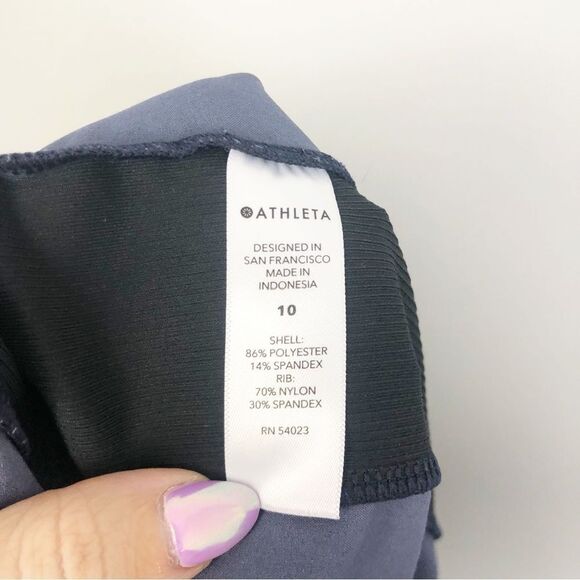 ATHLETA
DESIGNED IN
SAN FRANCISCO
MADE IN
INDONESIA
10
SHELL:
86% POLYESTER
14% SPANDEX
RIB:
70% NYLON
30% SPANDEX
RN 54023